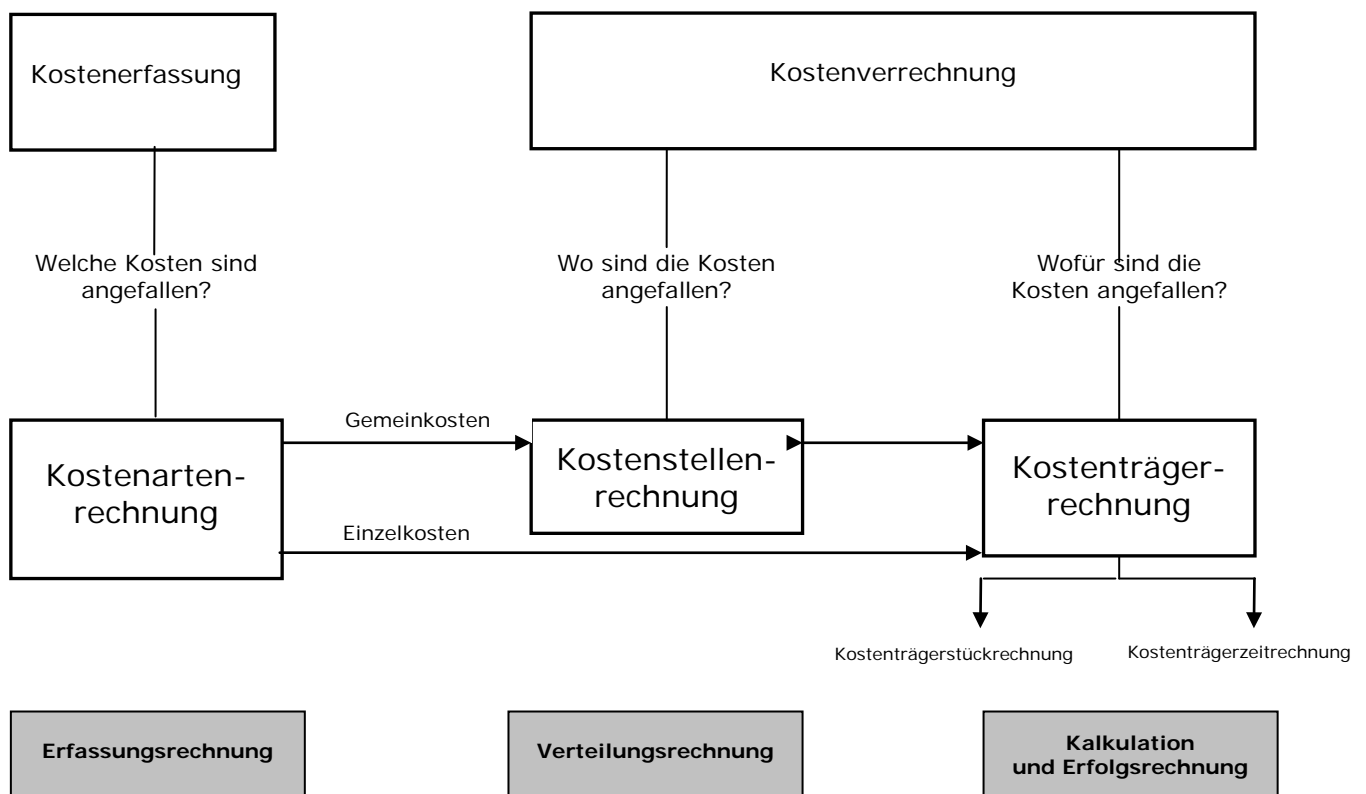 Kostenerfassung
Kostenverrechnung
Welche Kosten sind
angefallen?
Wo sind die Kosten
angefallen?
Wofür sind die
Kosten angefallen?
Gemeinkosten
Kostenarten-
rechnung
Kostenstellen-
rechnung
Kostenträger-
rechnung
Einzelkosten
Kostenträgerstückrechnung
Kostenträgerzeitrechnung
Erfassungsrechnung
Verteilungsrechnung
Kalkulation
und Erfolgsrechnung